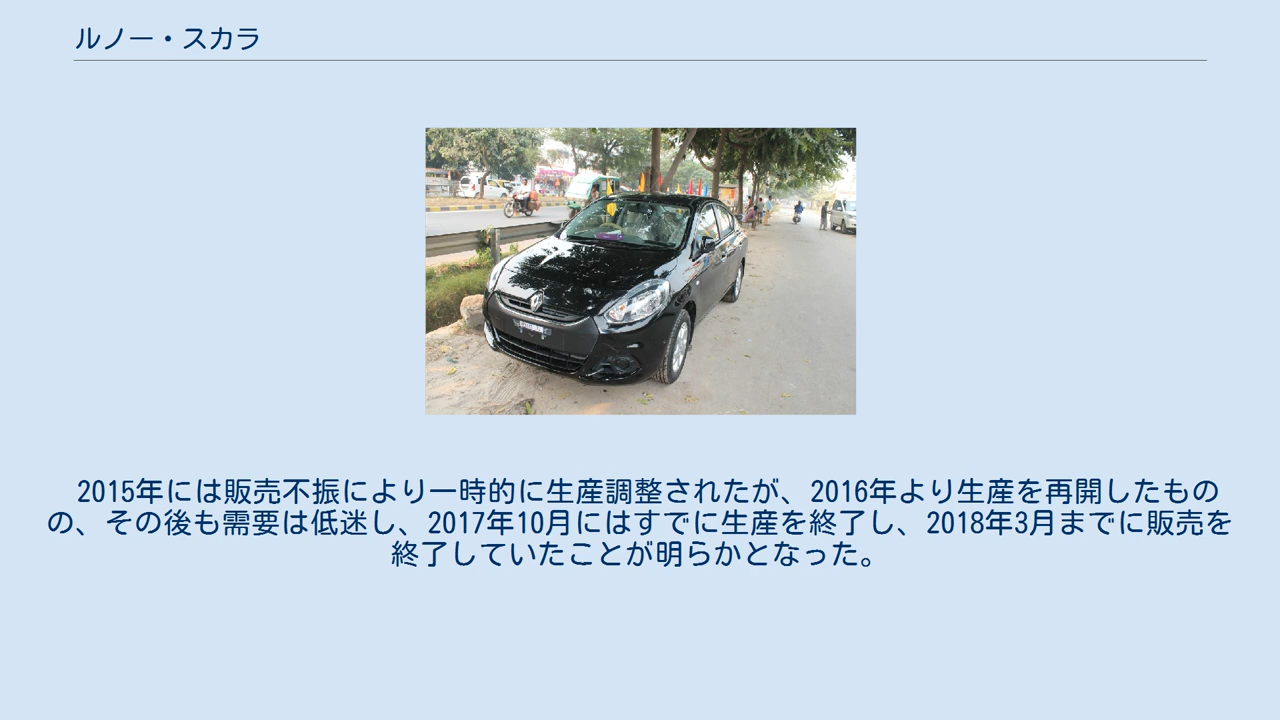 ルノー・スカラ
2015年には販売不振により一時的に生産調整されたが、2016年より生産を再開したもの
の、その後も需要は低迷し、2017年10月にはすでに生産を終了し、2018年3月までに販売を
終了していたことが明らかとなった。